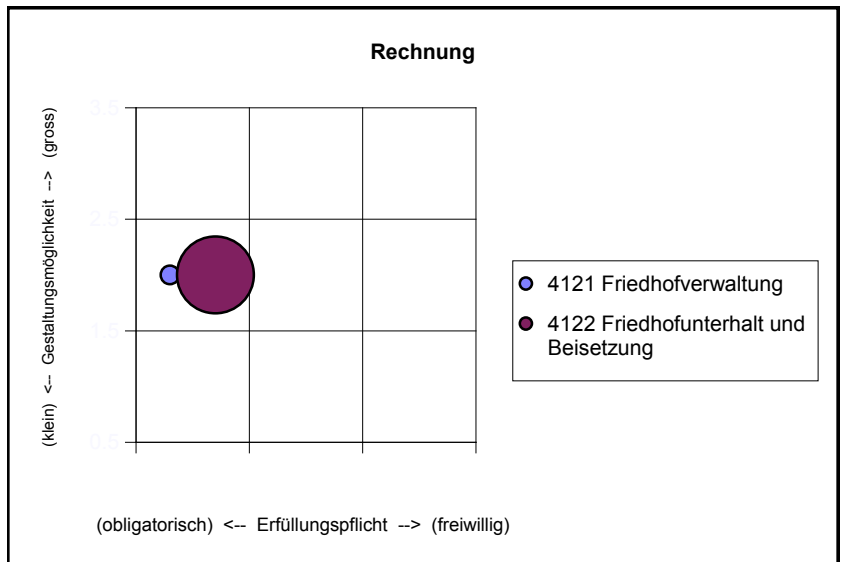 Rechnung
(klein) <-- Gestaltungsmöglichkeit --> (gross)
3.5
2.5
1.5
0.5
4121 Friedhofverwaltung
4122 Friedhofunterhalt und
Beisetzung
(obligatorisch) <-- Erfüllungspflicht --> (freiwillig)